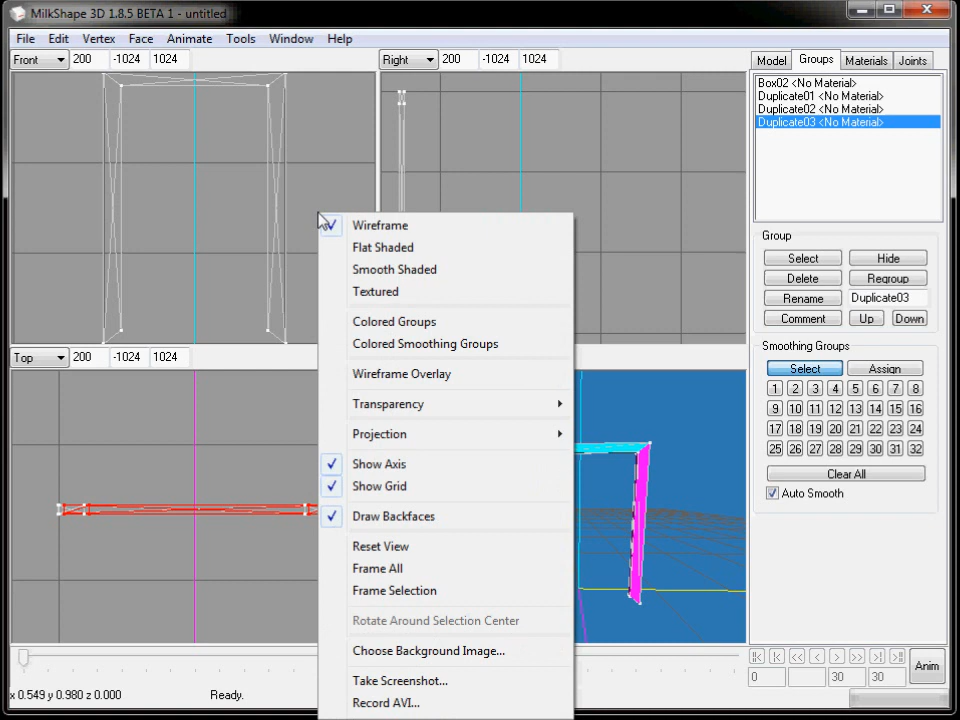 MilkShape 3D 1.8.5 BETA 1 - untitled
File Edit Vertex Face Animate Tools Window Help
Front 200 -1024 1024
Right 200 -1024 1024
Model Groups Materials Joints
Box02 <No Material>
Duplicate01 <No Material>
Duplicate02 <No Material>
Duplicate03 <No Material>
Wireframe
Flat Shaded
Smooth Shaded
Textured
Colored Groups
Colored Smoothing Groups
Wireframe Overlay
Transparency
Projection
Show Axis
Show Grid
Draw Backfaces
Reset View
Frame All
Frame Selection
Rotate Around Selection Center
Choose Background Image...
Take Screenshot...
Record AVI...
Group
Select Hide
Delete Regroup
Rename Duplicate03
Comment Up Down
Smoothing Groups
Select Assign
1 2 3 4 5 6 7 8
9 10 11 12 13 14 15 16
17 18 19 20 21 22 23 24
25 26 27 28 29 30 31 32
Clear All
Auto Smooth
Top 200 -1024 1024
0 30 30
Anim
x 0.549 y 0.980 z 0.000 Ready.